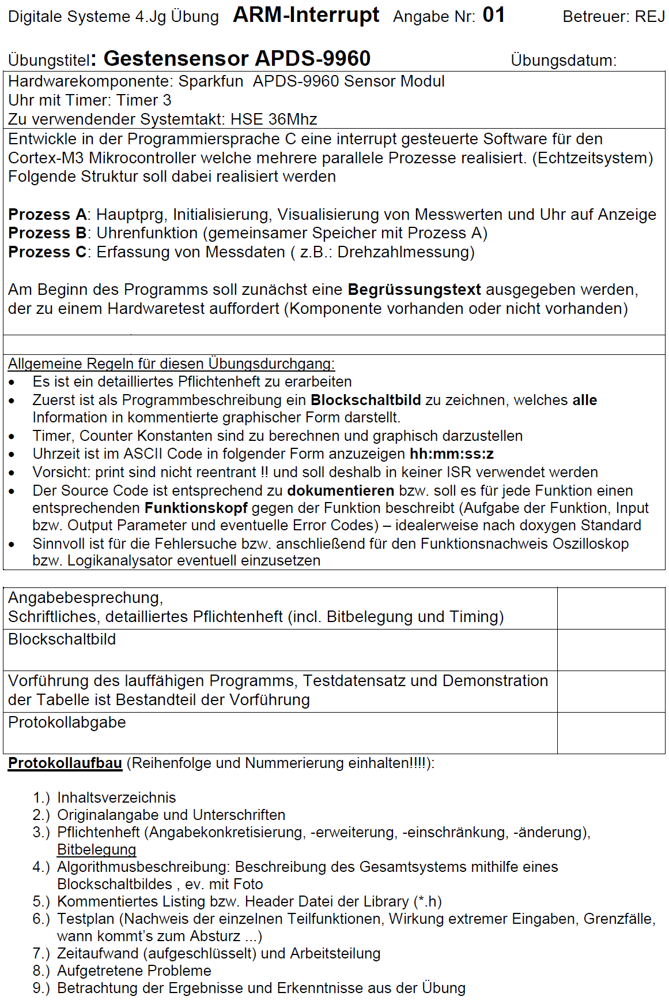 Digitale Systeme 4.Jg Übung ARM-Interrupt Angabe Nr: 01 Betreuer: REJ
Übungstitel: Gestensensor APDS-9960 Übungsdatum:
Hardwarekomponente: Sparkfun APDS-9960 Sensor Modul
Uhr mit Timer: Timer 3
Zu verwendender Systemtakt: HSE 36Mhz
Entwickle in der Programmiersprache C eine interrupt gesteuerte Software für den
Cortex-M3 Mikrocontroller welche mehrere parallele Prozesse realisiert. (Echtzeitsystem)
Folgende Struktur soll dabei realisiert werden
Prozess A: Hauptprg, Initialisierung, Visualisierung von Messwerten und Uhr auf Anzeige
Prozess B: Uhrenfunktion (gemeinsamer Speicher mit Prozess A)
Prozess C: Erfassung von Messdaten ( z.B.: Drehzahlmessung)
Am Beginn des Programms soll zunächst eine Begrüssungstext ausgegeben werden,
der zu einem Hardwaretest auffordert (Komponente vorhanden oder nicht vorhanden)
Allgemeine Regeln für diesen Übungsdurchgang:
• Es ist ein detailliertes Pflichtenheft zu erarbeiten
• Zuerst ist als Programmbeschreibung ein Blockschaltbild zu zeichnen, welches alle
Information in kommentierte graphischer Form darstellt.
• Timer, Counter Konstanten sind zu berechnen und graphisch darzustellen
• Uhrzeit ist im ASCII Code in folgender Form anzuzeigen hh:mm:ss:z
• Vorsicht: print sind nicht reentrant !! und soll deshalb in keiner ISR verwendet werden
• Der Source Code ist entsprechend zu dokumentieren bzw. soll es für jede Funktion einen
entsprechenden Funktionskopf gegen der Funktion beschreibt (Aufgabe der Funktion, Input
bzw. Output Parameter und eventuelle Error Codes) – idealerweise nach doxygen Standard
• Sinnvoll ist für die Fehlersuche bzw. anschließend für den Funktionsnachweis Oszilloskop
bzw. Logikanalysator eventuell einzusetzen
Angabebesprechung,
Schriftliches, detailliertes Pflichtenheft (incl. Bitbelegung und Timing)
Blockschaltbild
Vorführung des lauffähigen Programms, Testdatensatz und Demonstration
der Tabelle ist Bestandteil der Vorführung
Protokollabgabe
Protokollaufbau (Reihenfolge und Nummerierung einhalten!!!!):
1.) Inhaltsverzeichnis
2.) Originalangabe und Unterschriften
3.) Pflichtenheft (Angabekonkretisierung, -erweiterung, -einschränkung, -änderung),
Bitbelegung
4.) Algorithmusbeschreibung: Beschreibung des Gesamtsystems mithilfe eines
Blockschaltbildes , ev. mit Foto
5.) Kommentiertes Listing bzw. Header Datei der Library (*.h)
6.) Testplan (Nachweis der einzelnen Teilfunktionen, Wirkung extremer Eingaben, Grenzfälle,
wann kommt's zum Absturz ...)
7.) Zeitaufwand (aufgeschlüsselt) und Arbeitsteilung
8.) Aufgetretene Probleme
9.) Betrachtung der Ergebnisse und Erkenntnisse aus der Übung